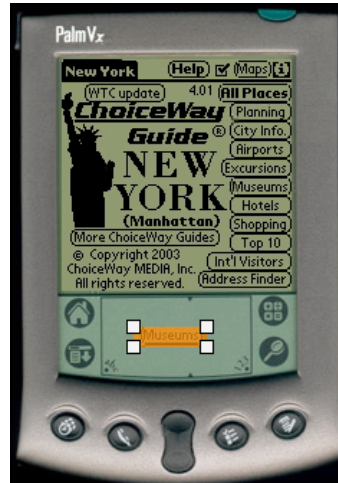 PalmVx
New York Help Maps i
WTC update 4.01 All Places
ChoiceWay Planning
Guide ® City Info.
NEW Airports
YORK Excursions
(Manhattan) Museums
Hotels
More ChoiceWay Guides Shopping
© Copyright 2003 Top 10
ChoiceWay MEDIA, Inc. Int'l Visitors
All rights reserved. Address Finder
Museums